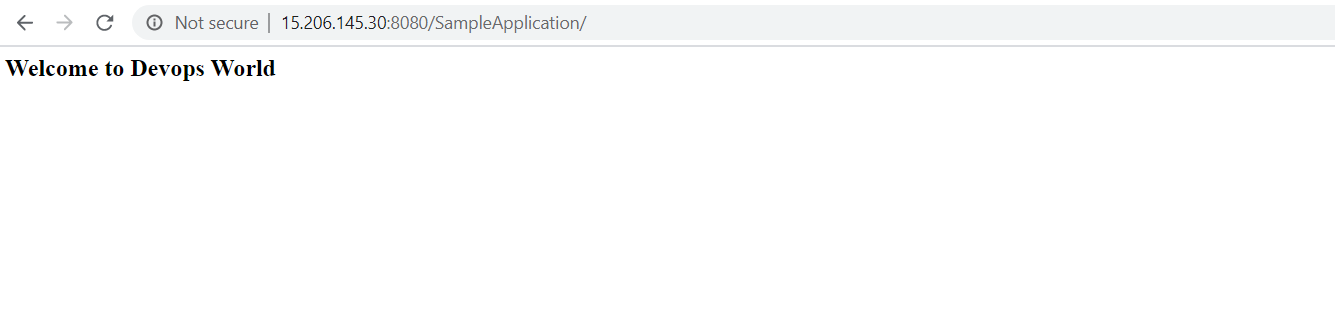 Not secure | 15.206.145.30:8080/SampleApplication/
Welcome to Devops World